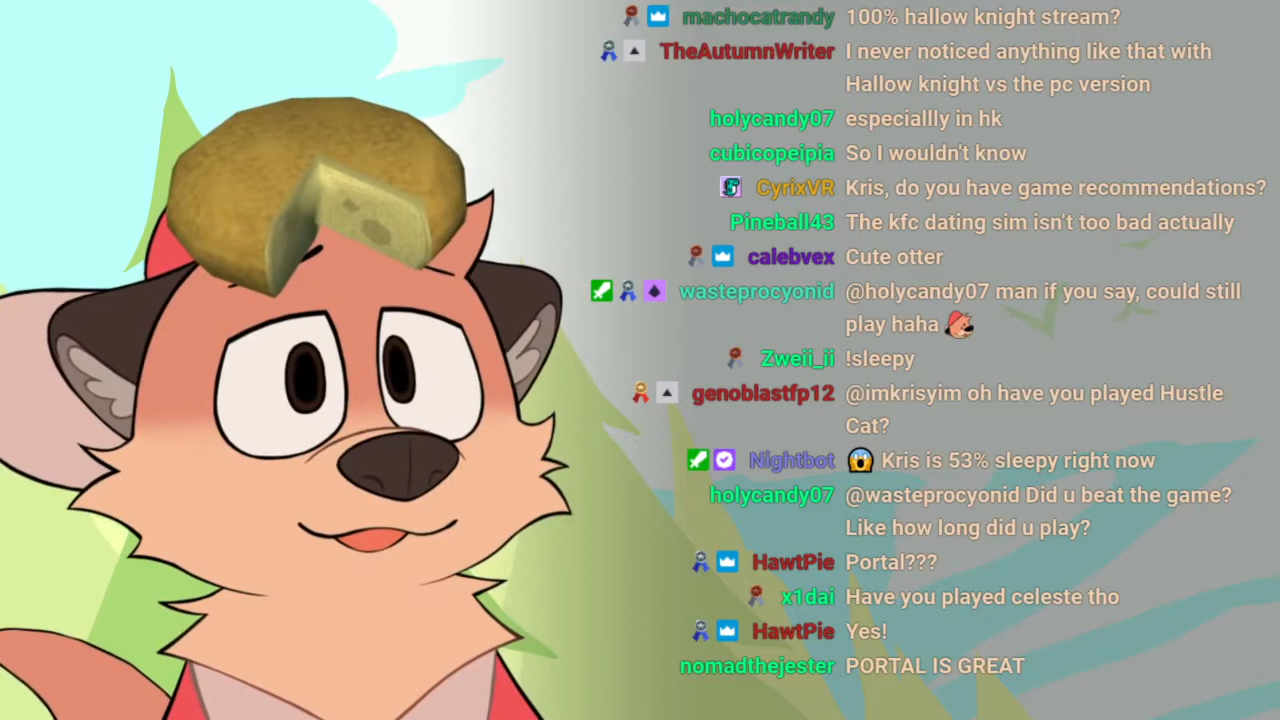 machocatrandy 100% hallow knight stream?
TheAutumnWriter I never noticed anything like that with
Hallow knight vs the pc version
holycandy07 especiallly in hk
cubicopeipia So I wouldn't know
CyrixVR Kris, do you have game recommendations?
Pineball43 The kfc dating sim isn't too bad actually
calebvex Cute otter
wasteprocyonid @holycandy07 man if you say, could still
play haha
Zweii_ii !sleepy
genoblastfp12 @imkrisyim oh have you played Hustle
Cat?
Nightbot 😱 Kris is 53% sleepy right now
holycandy07 @wasteprocyonid Did u beat the game?
Like how long did u play?
HawtPie Portal???
x1dai Have you played celeste tho
HawtPie Yes!
nomadthejester PORTAL IS GREAT